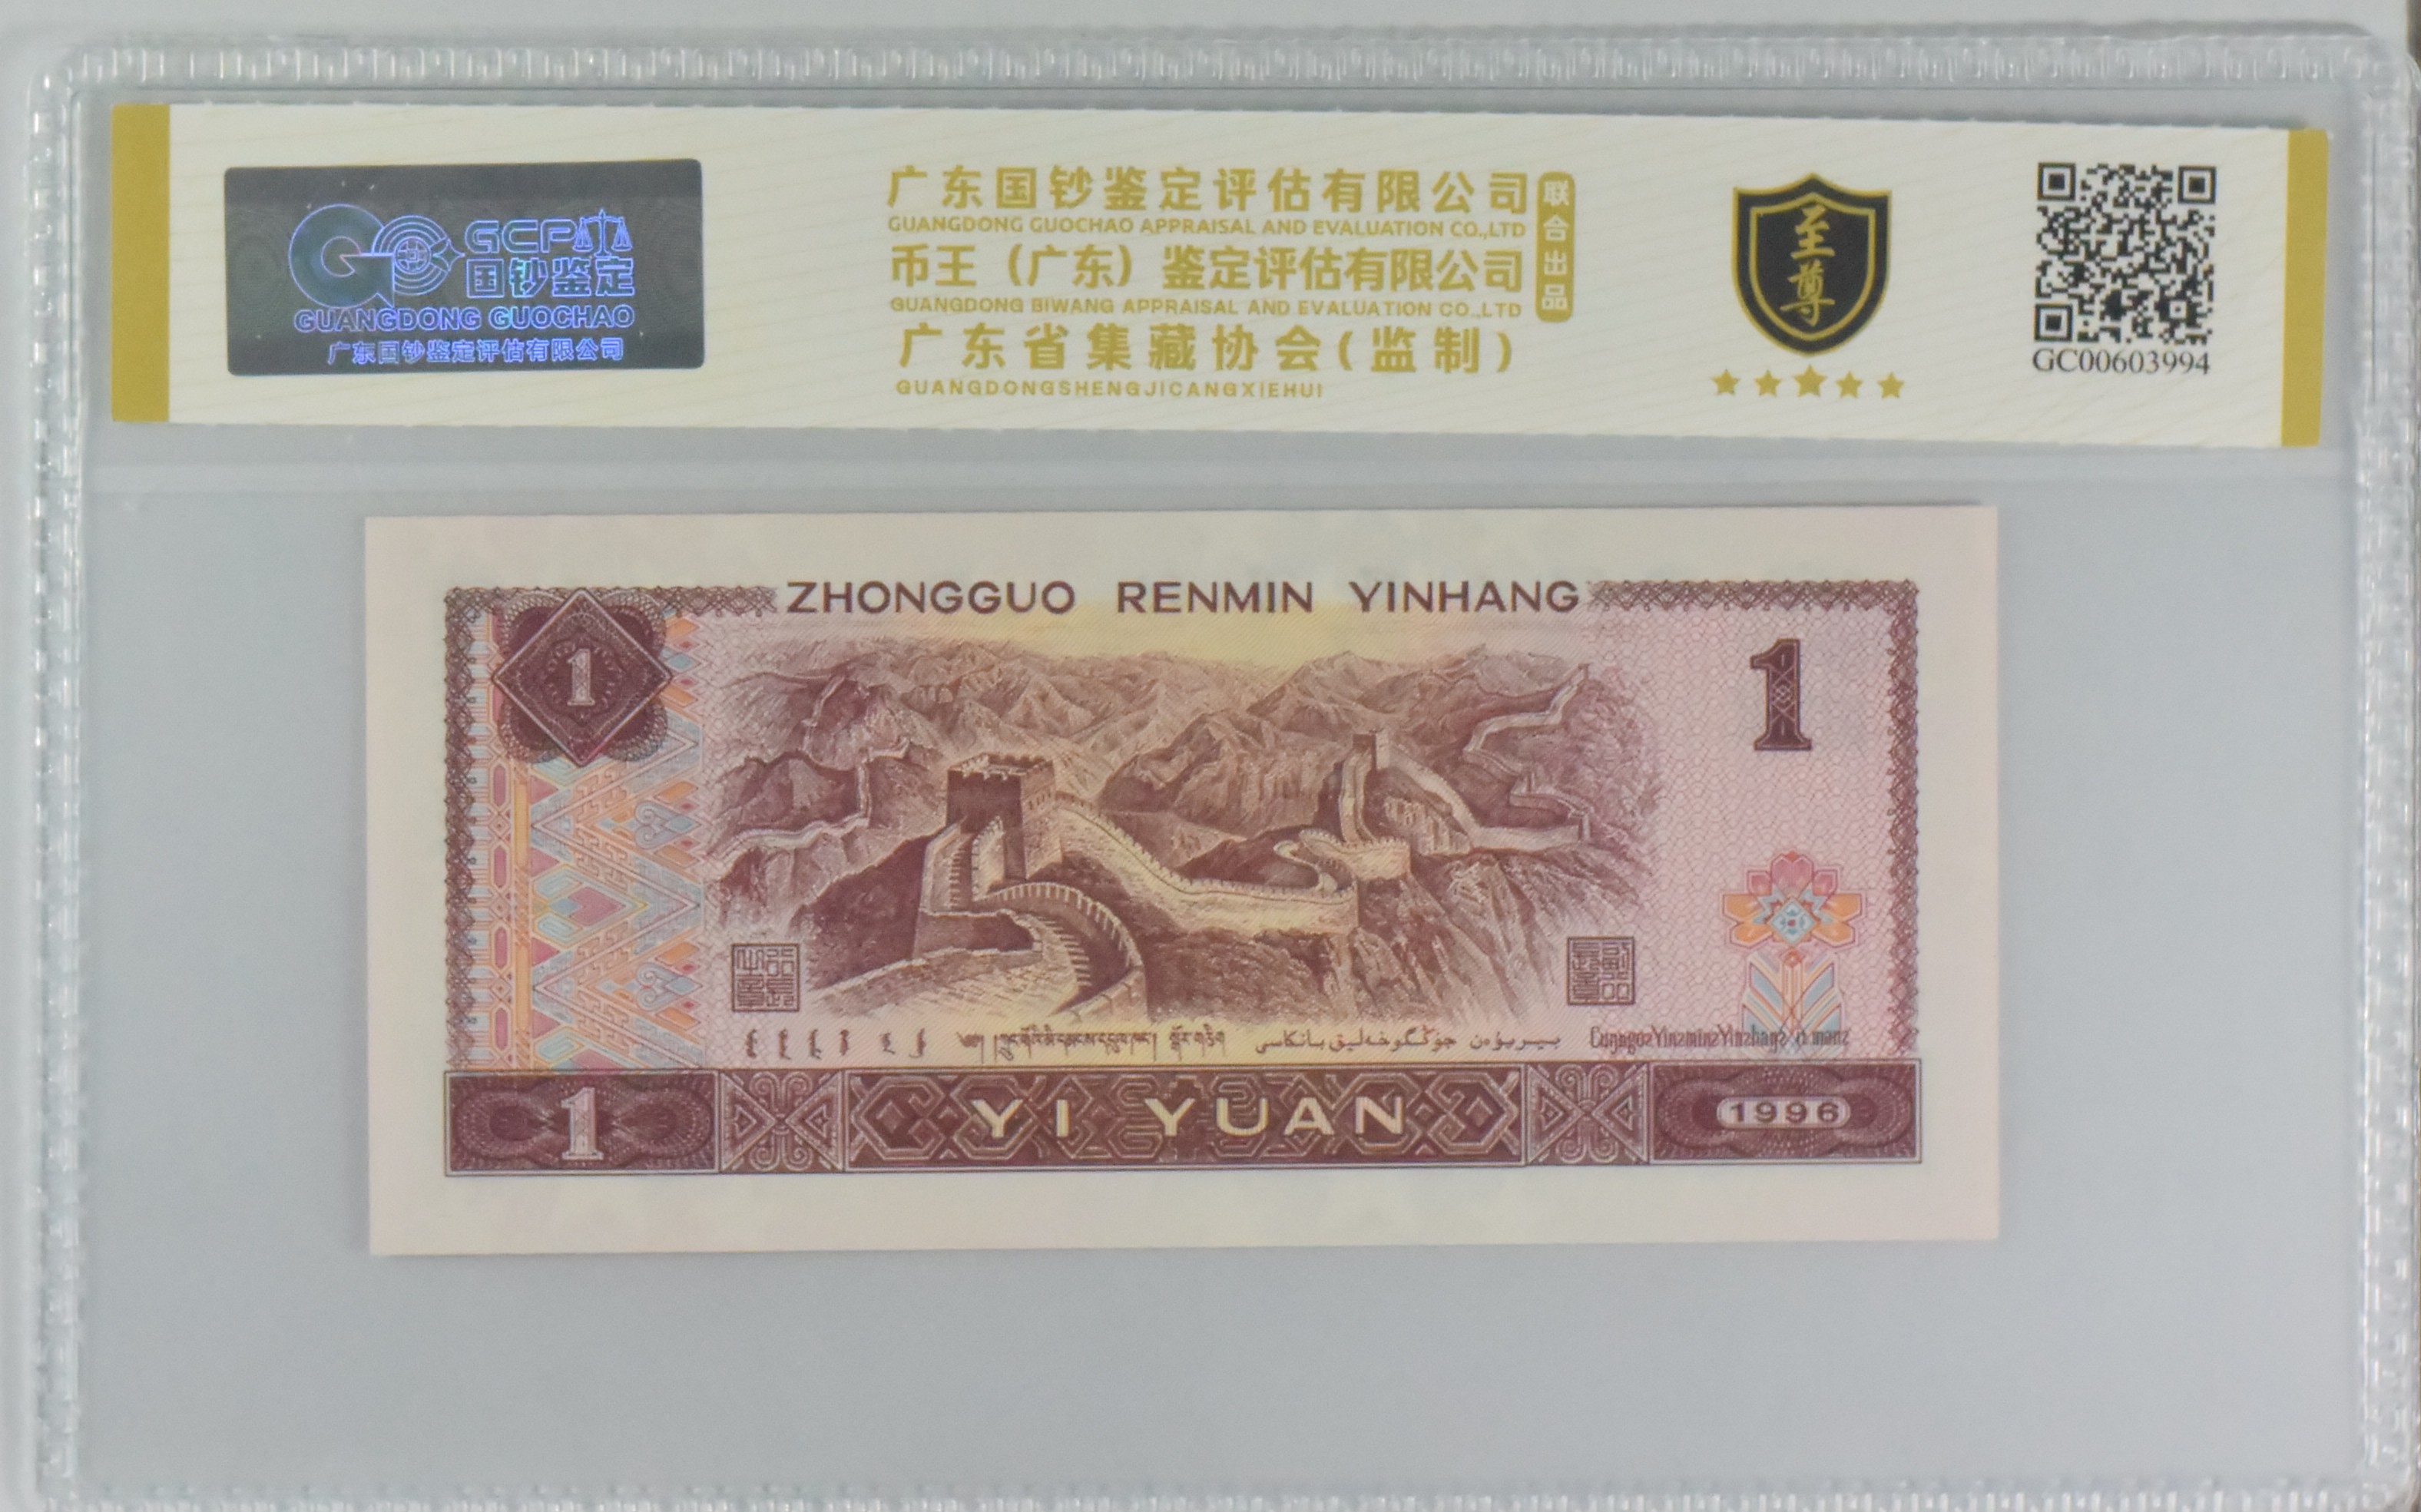 GCP
国钞鉴定
GUANGDONG GUOCHAO
广东国钞鉴定评估有限公司
广东国钞鉴定评估有限公司
GUANGDONG GUOCHAO APPRAISAL AND EVALUATION CO.,LTD
币王（广东）鉴定评估有限公司
GUANGDONG BIWANG APPRAISAL AND EVALUATION CO.,LTD
广东省集藏协会(监制)
GUANGDONGSHENGJICANGXIEHUI
联合出品
至尊
GC00603994
ZHONGGUO RENMIN YINHANG
1
1
1
YI YUAN
1996